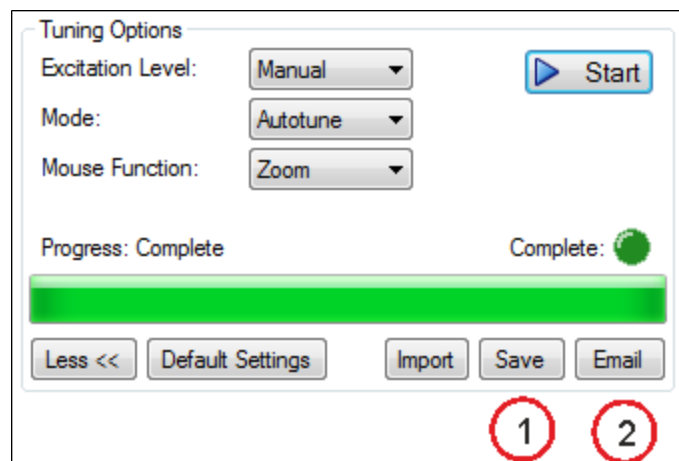 Tuning Options
Excitation Level: Manual Start
Mode: Autotune
Mouse Function: Zoom
Progress: Complete Complete:
Less << Default Settings Import Save Email
1 2